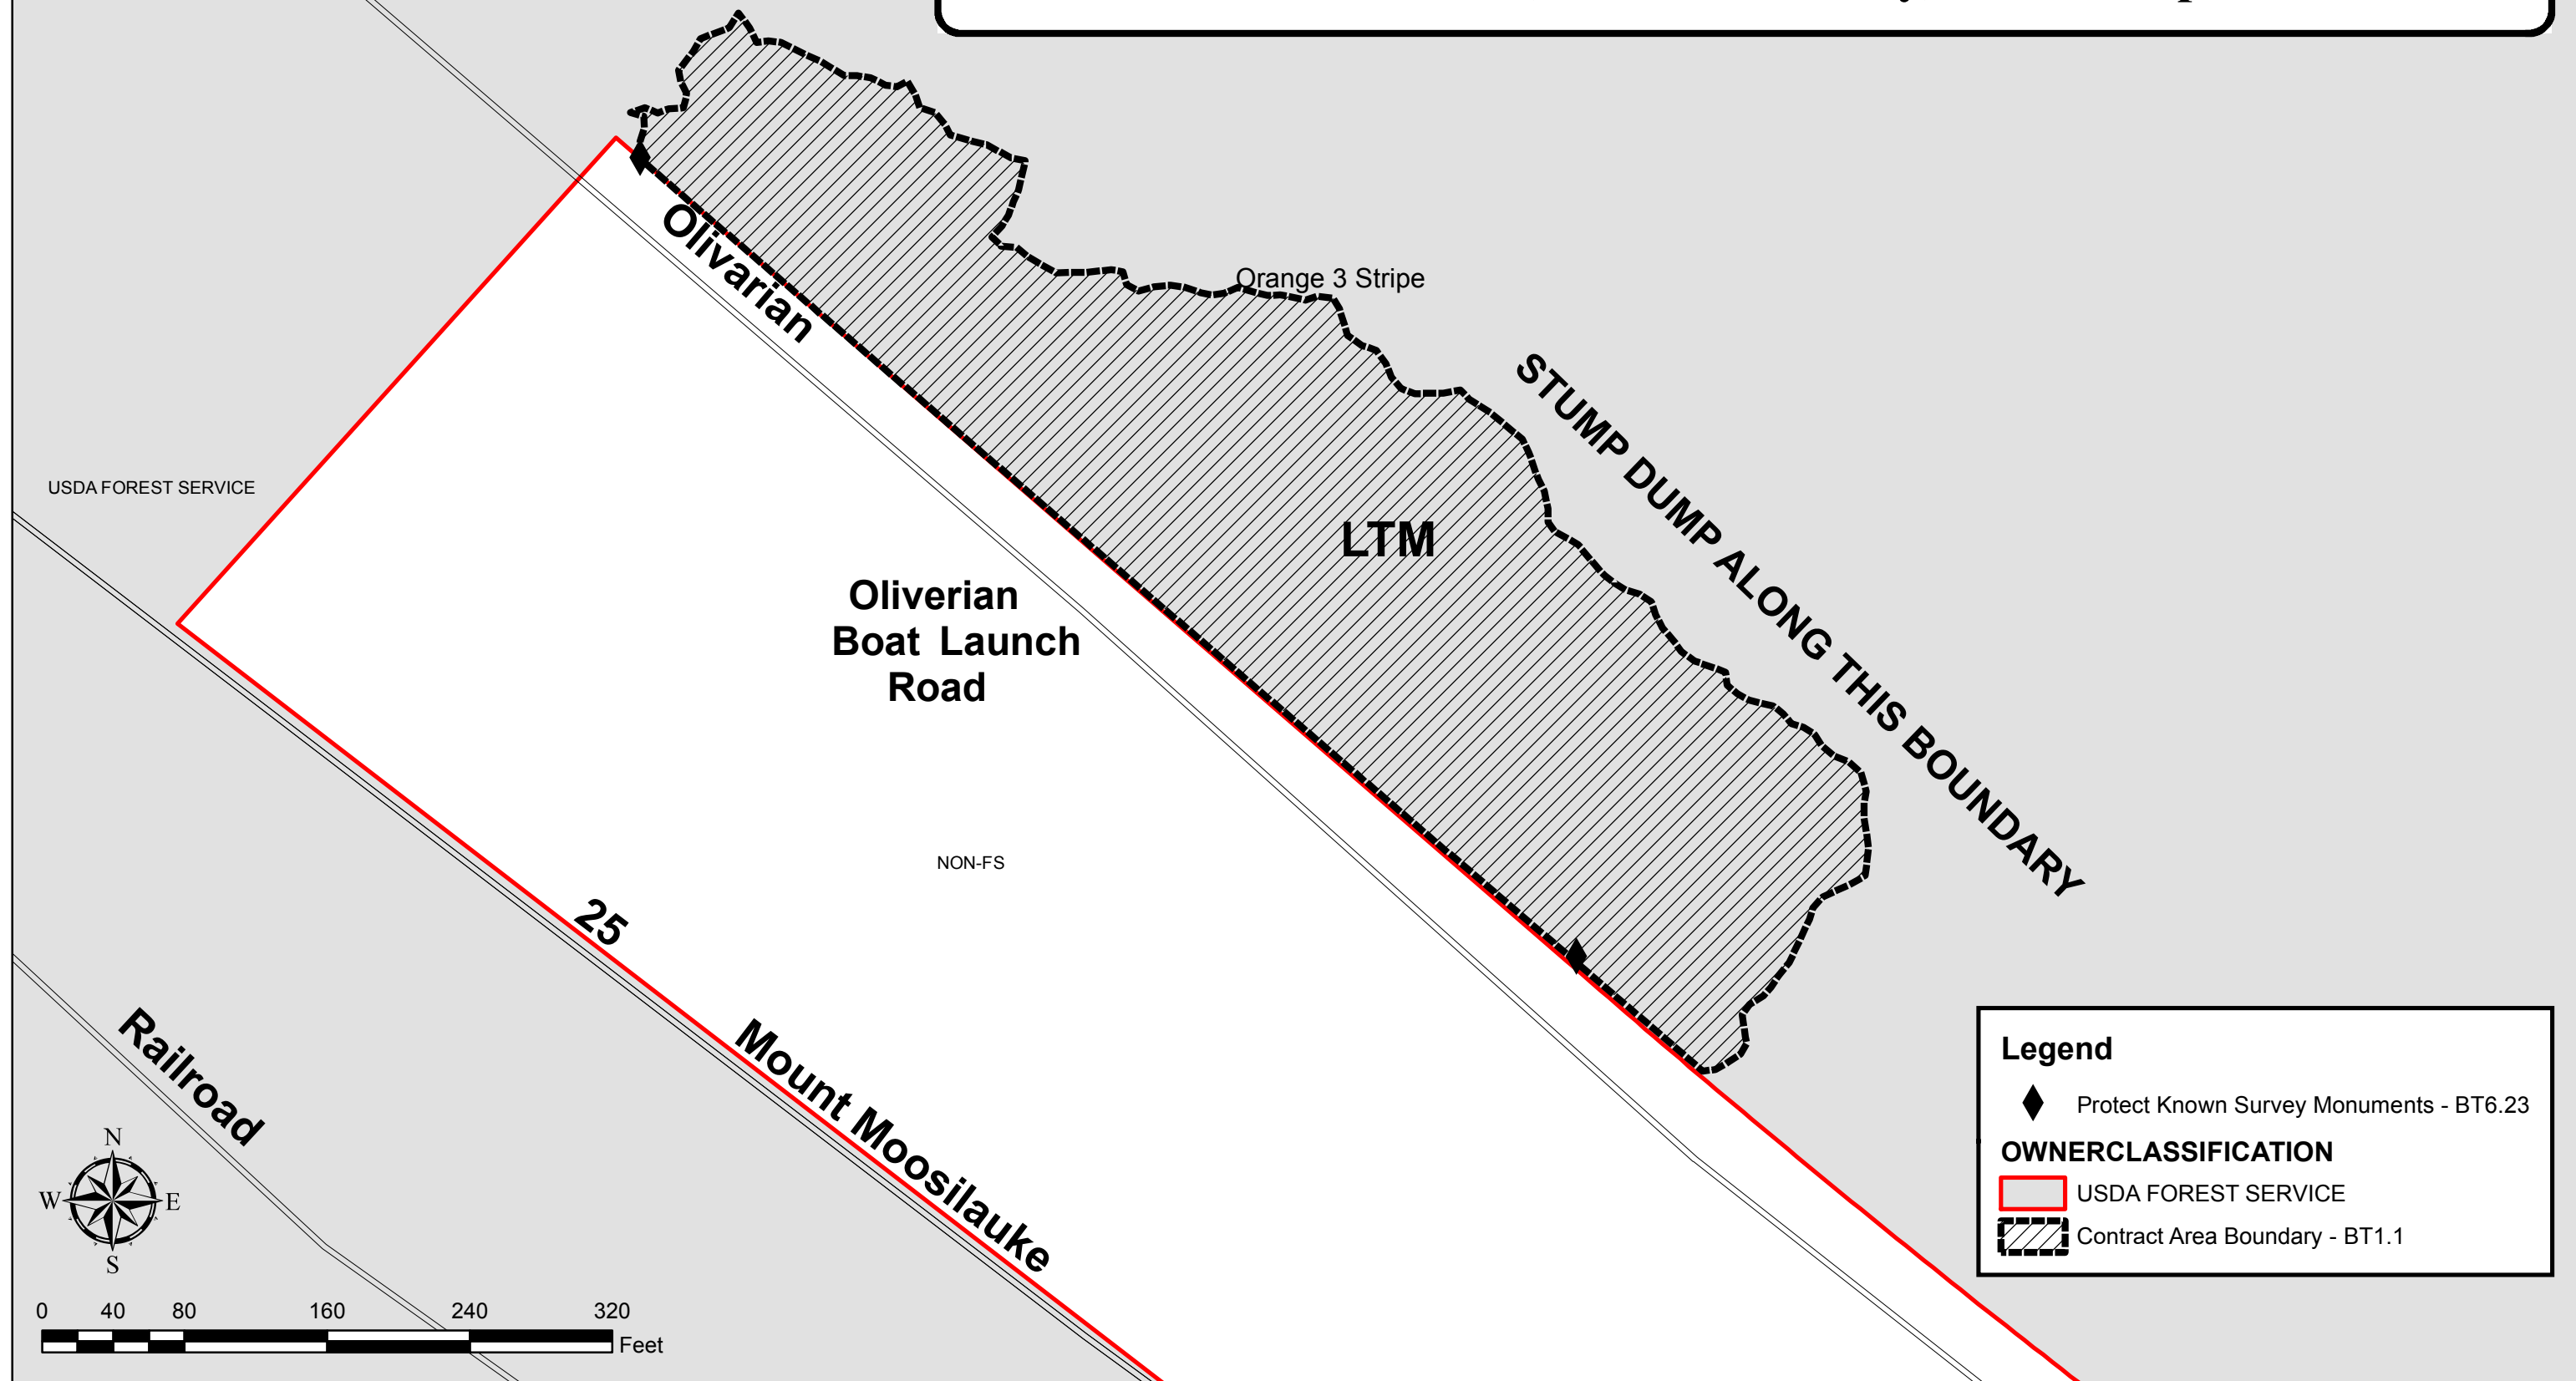 Orange 3 Stripe
Olivarian
STUMP DUMP ALONG THIS BOUNDARY
USDA FOREST SERVICE
LTM
Oliverian
Boat Launch
Road
NON-FS
25
Mount Moosilauke
Railroad
N
W
E
S
0 40 80 160 240 320
Feet
Legend
Protect Known Survey Monuments - BT6.23
OWNERCLASSIFICATION
USDA FOREST SERVICE
Contract Area Boundary - BT1.1